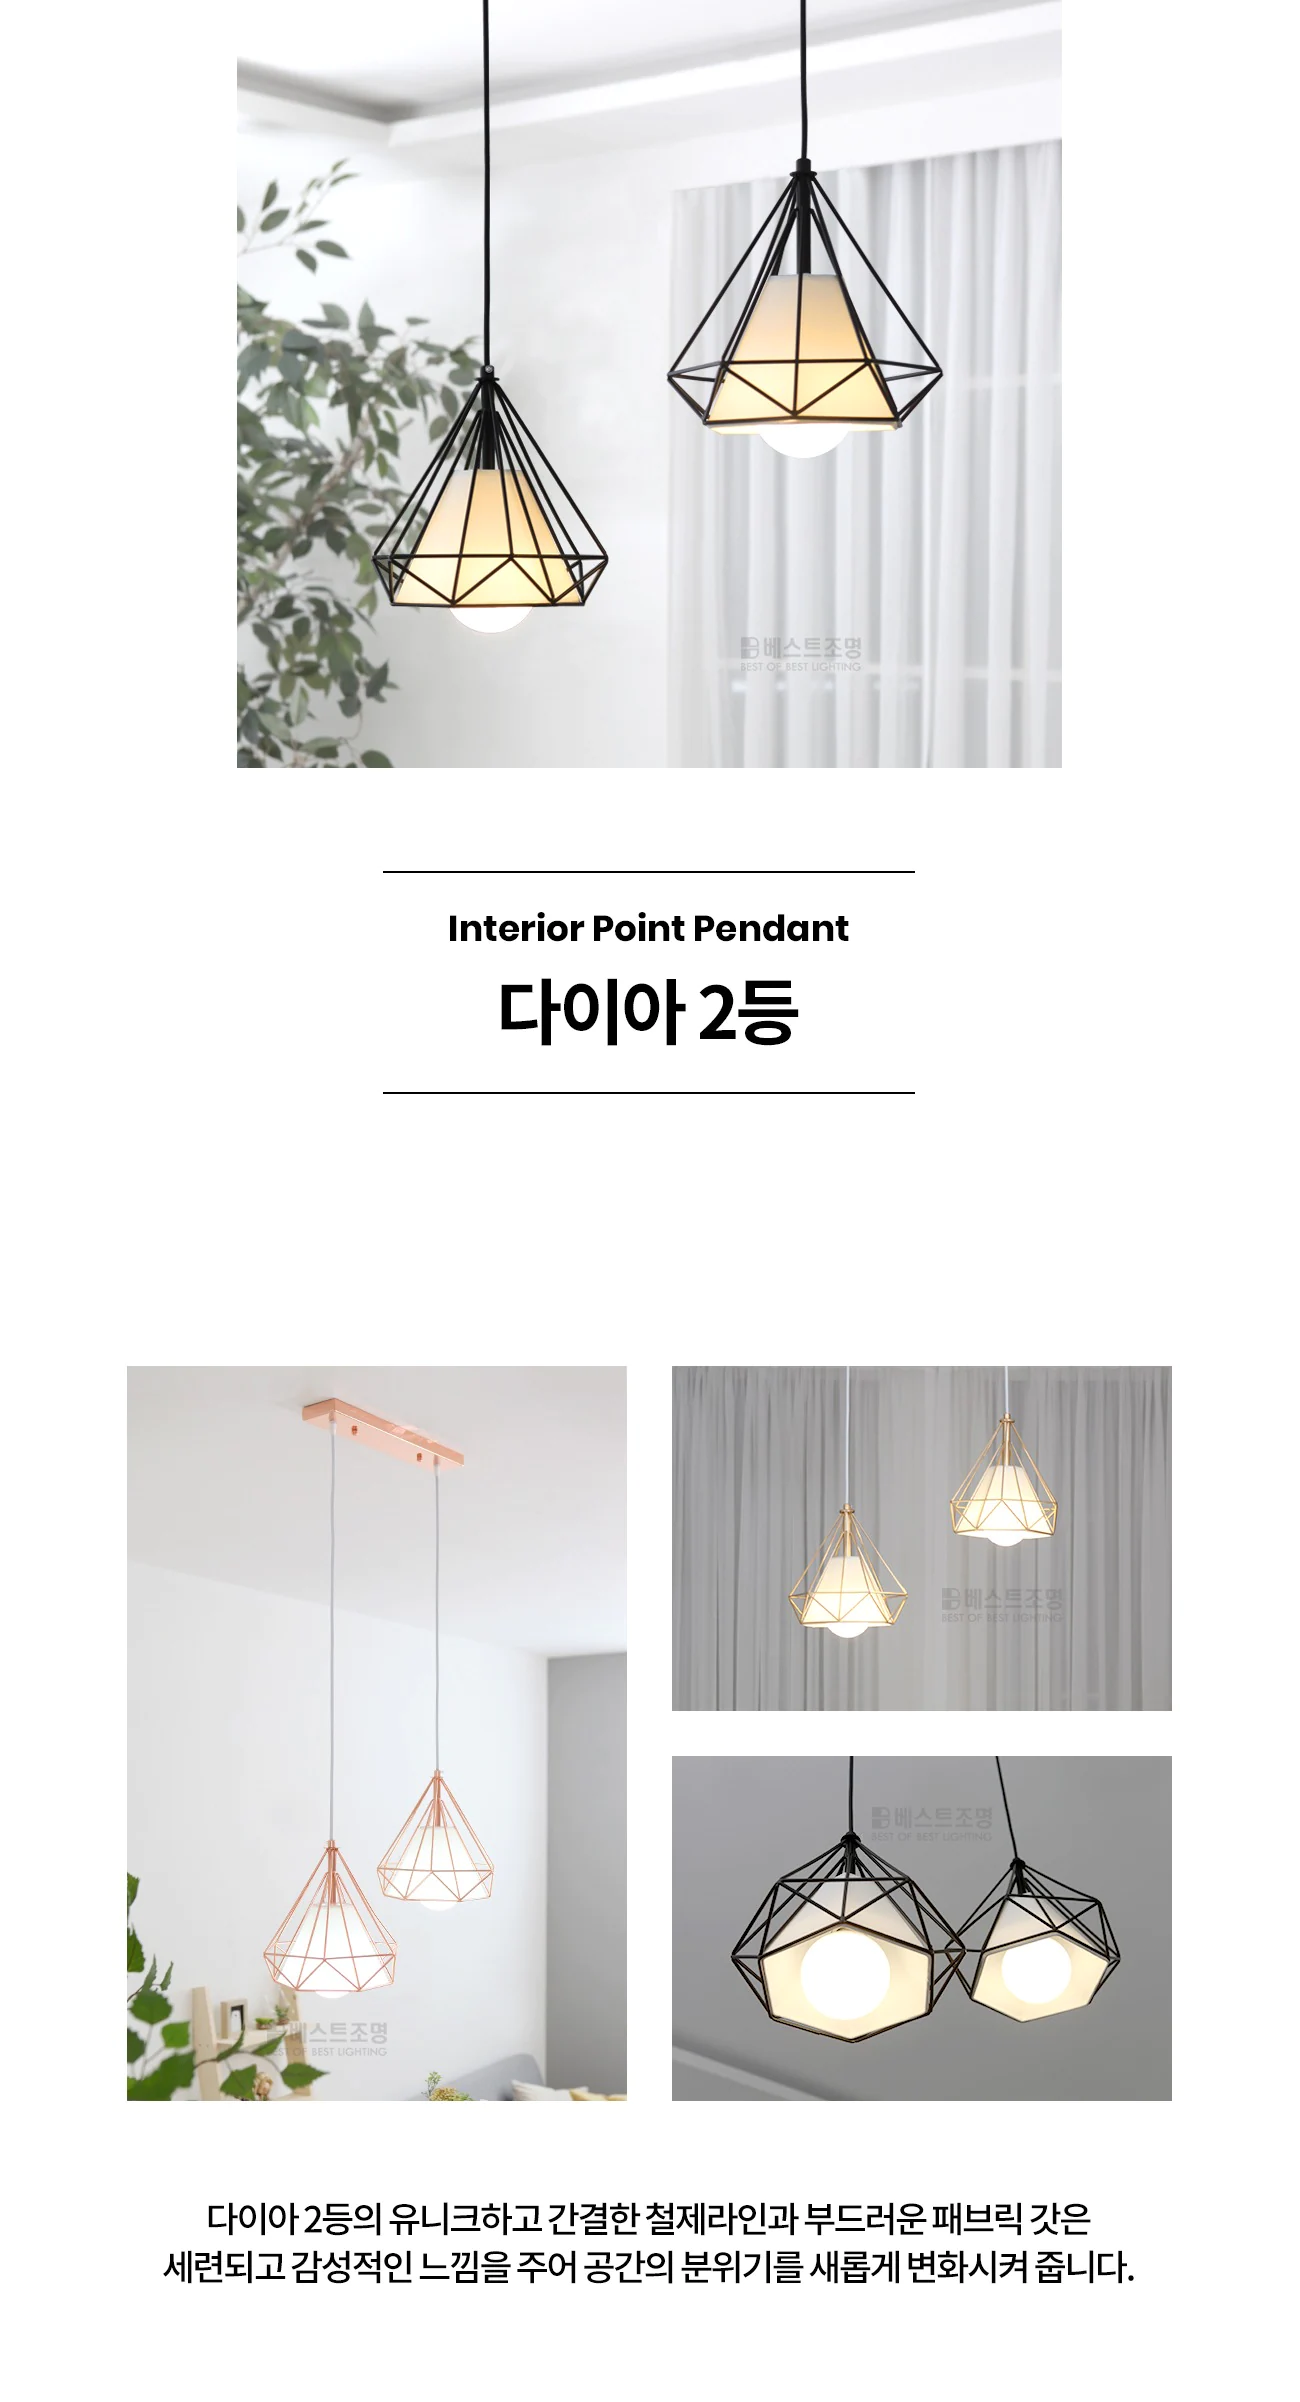 베스트조명
BEST OF BEST LIGHTING
Interior Point Pendant
다이아 2등
베스트조명
BEST OF BEST LIGHTING
베스트조명
BEST OF BEST LIGHTING
베스트조명
BEST OF BEST LIGHTING
다이아 2등의 유니크하고 간결한 철제라인과 부드러운 패브릭 갓은
세련되고 감성적인 느낌을 주어 공간의 분위기를 새롭게 변화시켜 줍니다.